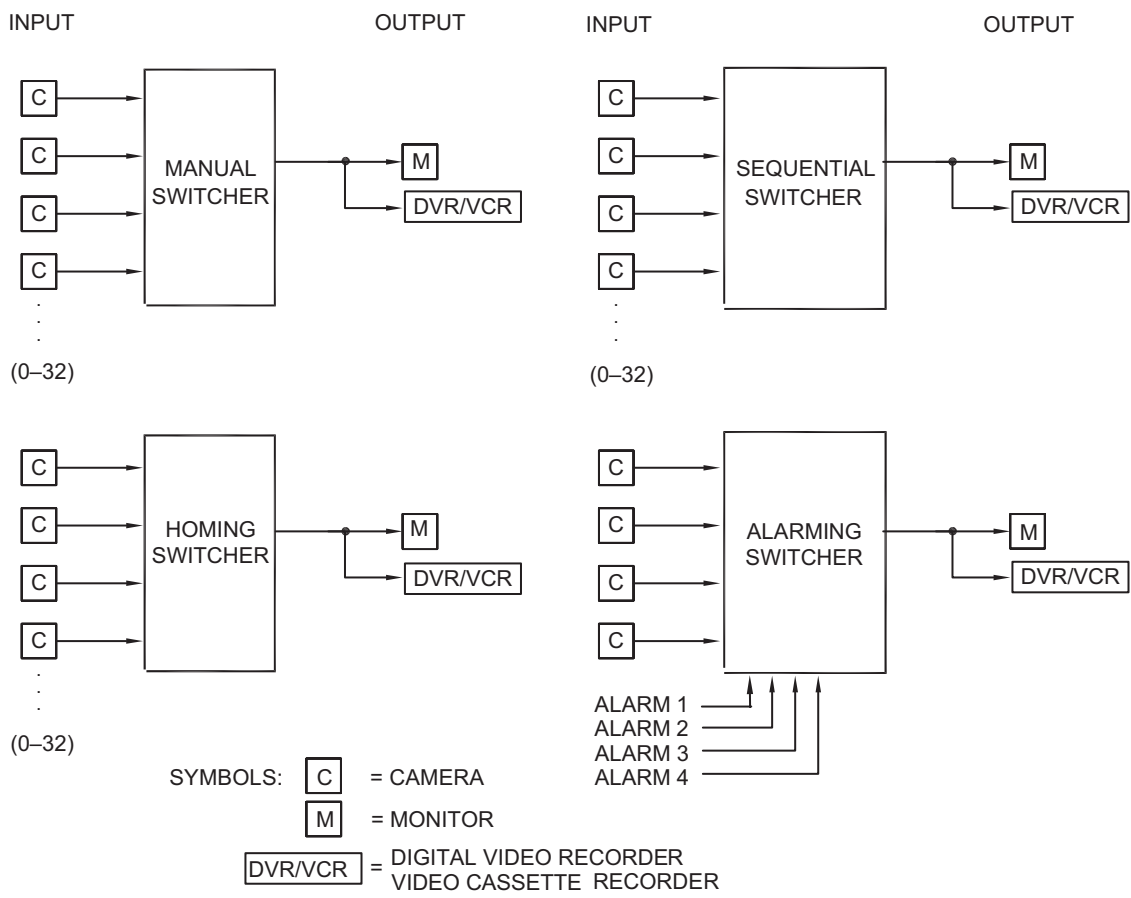 INPUT OUTPUT INPUT OUTPUT
C C
C M C M
MANUAL
SWITCHER
SEQUENTIAL
SWITCHER
C DVR/VCR C DVR/VCR
C C
(0–32) (0–32)
C C
C M C M
HOMING
SWITCHER
ALARMING
SWITCHER
C DVR/VCR C DVR/VCR
C C
(0–32)
ALARM 1
ALARM 2
ALARM 3
ALARM 4
SYMBOLS: C = CAMERA
M = MONITOR
DVR/VCR = DIGITAL VIDEO RECORDER
VIDEO CASSETTE RECORDER